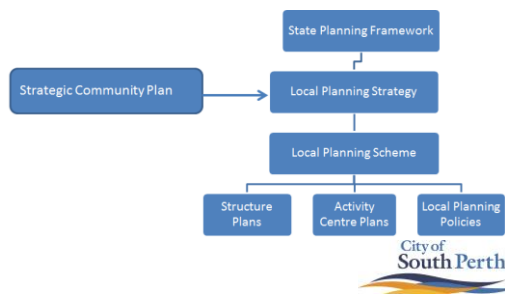 State Planning Framework
Strategic Community Plan
Local Planning Strategy
Local Planning Scheme
Structure
Plans
Activity
Centre Plans
Local Planning
Policies
City of
South Perth